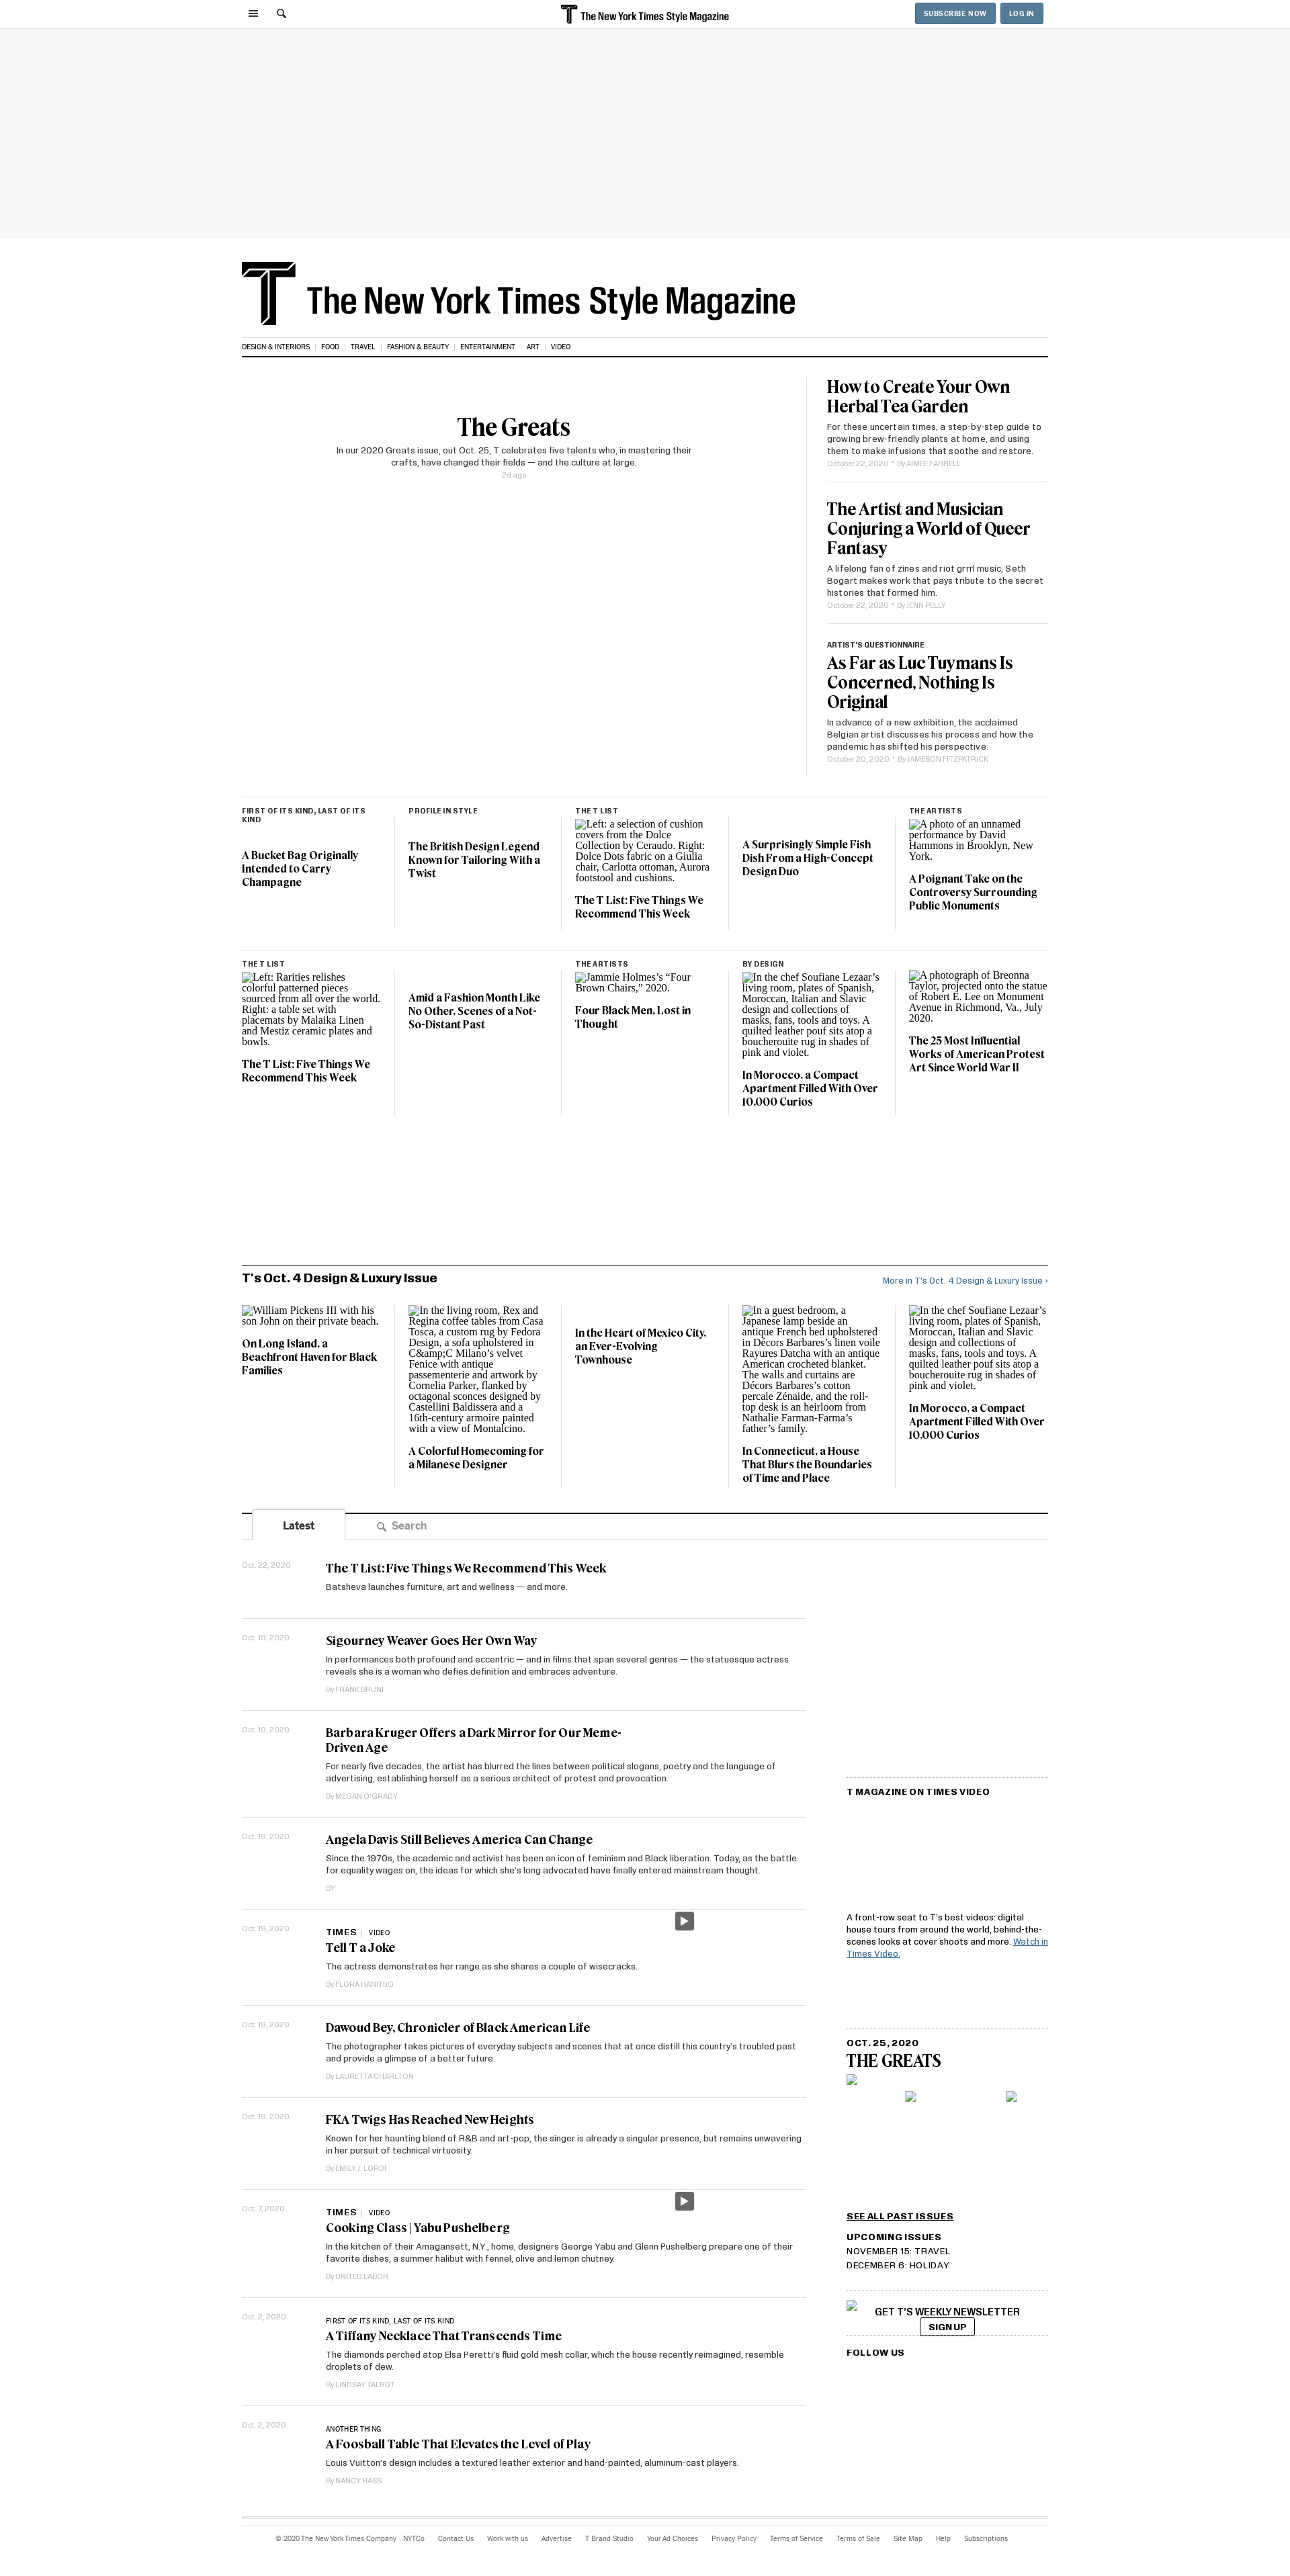 The New York Times Style Magazine
SUBSCRIBE NOW
LOG IN
The New York Times Style Magazine
DESIGN & INTERIORS | FOOD | TRAVEL | FASHION & BEAUTY | ENTERTAINMENT | ART | VIDEO
The Greats
In our 2020 Greats issue, out Oct. 25, T celebrates five talents who, in mastering their
crafts, have changed their fields — and the culture at large.
2d ago
How to Create Your Own
Herbal Tea Garden
For these uncertain times, a step-by-step guide to
growing brew-friendly plants at home, and using
them to make infusions that soothe and restore.
October 22, 2020 • By AIMEE FARRELL
The Artist and Musician
Conjuring a World of Queer
Fantasy
A lifelong fan of zines and riot grrrl music, Seth
Bogart makes work that pays tribute to the secret
histories that formed him.
October 22, 2020 • By JENN PELLY
ARTIST'S QUESTIONNAIRE
As Far as Luc Tuymans Is
Concerned, Nothing Is
Original
In advance of a new exhibition, the acclaimed
Belgian artist discusses his process and how the
pandemic has shifted his perspective.
October 20, 2020 • By JAMESON FITZPATRICK
FIRST OF ITS KIND, LAST OF ITS
KIND
A Bucket Bag Originally
Intended to Carry
Champagne
PROFILE IN STYLE
The British Design Legend
Known for Tailoring With a
Twist
THE T LIST
Left: a selection of cushion
covers from the Dolce
Collection by Ceraudo. Right:
Dolce Dots fabric on a Giulia
chair, Carlotta ottoman, Aurora
footstool and cushions.
The T List: Five Things We
Recommend This Week
A Surprisingly Simple Fish
Dish From a High-Concept
Design Duo
THE ARTISTS
A photo of an unnamed
performance by David
Hammons in Brooklyn, New
York.
A Poignant Take on the
Controversy Surrounding
Public Monuments
THE T LIST
Left: Rarities relishes
colorful patterned pieces
sourced from all over the world.
Right: a table set with
placemats by Malaika Linen
and Mestiz ceramic plates and
bowls.
The T List: Five Things We
Recommend This Week
Amid a Fashion Month Like
No Other, Scenes of a Not-
So-Distant Past
THE ARTISTS
Jammie Holmes’s “Four
Brown Chairs,” 2020.
Four Black Men, Lost in
Thought
BY DESIGN
In the chef Soufiane Lezaar’s
living room, plates of Spanish,
Moroccan, Italian and Slavic
design and collections of
masks, fans, tools and toys. A
quilted leather pouf sits atop a
boucherouite rug in shades of
pink and violet.
In Morocco, a Compact
Apartment Filled With Over
10,000 Curios
A photograph of Breonna
Taylor, projected onto the statue
of Robert E. Lee on Monument
Avenue in Richmond, Va., July
2020.
The 25 Most Influential
Works of American Protest
Art Since World War II
T's Oct. 4 Design & Luxury Issue
More in T's Oct. 4 Design & Luxury Issue ›
William Pickens III with his
son John on their private beach.
On Long Island, a
Beachfront Haven for Black
Families
In the living room, Rex and
Regina coffee tables from Casa
Tosca, a custom rug by Fedora
Design, a sofa upholstered in
C&amp;C Milano’s velvet
Fenice with antique
passementerie and artwork by
Cornelia Parker, flanked by
octagonal sconces designed by
Castellini Baldissera and a
16th-century armoire painted
with a view of Montalcino.
A Colorful Homecoming for
a Milanese Designer
In the Heart of Mexico City,
an Ever-Evolving
Townhouse
In a guest bedroom, a
Japanese lamp beside an
antique French bed upholstered
in Décors Barbares’s linen voile
Rayures Datcha with an antique
American crocheted blanket.
The walls and curtains are
Décors Barbares’s cotton
percale Zénaide, and the roll-
top desk is an heirloom from
Nathalie Farman-Farma’s
father’s family.
In Connecticut, a House
That Blurs the Boundaries
of Time and Place
In the chef Soufiane Lezaar’s
living room, plates of Spanish,
Moroccan, Italian and Slavic
design and collections of
masks, fans, tools and toys. A
quilted leather pouf sits atop a
boucherouite rug in shades of
pink and violet.
In Morocco, a Compact
Apartment Filled With Over
10,000 Curios
Latest
Search
Oct. 22, 2020
The T List: Five Things We Recommend This Week
Batsheva launches furniture, art and wellness — and more.
Oct. 19, 2020
Sigourney Weaver Goes Her Own Way
In performances both profound and eccentric — and in films that span several genres — the statuesque actress
reveals she is a woman who defies definition and embraces adventure.
By FRANK BRUNI
Oct. 19, 2020
Barbara Kruger Offers a Dark Mirror for Our Meme-
Driven Age
For nearly five decades, the artist has blurred the lines between political slogans, poetry and the language of
advertising, establishing herself as a serious architect of protest and provocation.
By MEGAN O'GRADY
Oct. 19, 2020
Angela Davis Still Believes America Can Change
Since the 1970s, the academic and activist has been an icon of feminism and Black liberation. Today, as the battle
for equality wages on, the ideas for which she's long advocated have finally entered mainstream thought.
BY
Oct. 19, 2020
TIMES | VIDEO
Tell T a Joke
The actress demonstrates her range as she shares a couple of wisecracks.
By FLORA HANITIJO
Oct. 19, 2020
Dawoud Bey, Chronicler of Black American Life
The photographer takes pictures of everyday subjects and scenes that at once distill this country's troubled past
and provide a glimpse of a better future.
By LAURETTA CHARLTON
Oct. 19, 2020
FKA Twigs Has Reached New Heights
Known for her haunting blend of R&B and art-pop, the singer is already a singular presence, but remains unwavering
in her pursuit of technical virtuosity.
By EMILY J. LORDI
Oct. 7, 2020
TIMES | VIDEO
Cooking Class | Yabu Pushelberg
In the kitchen of their Amagansett, N.Y., home, designers George Yabu and Glenn Pushelberg prepare one of their
favorite dishes, a summer halibut with fennel, olive and lemon chutney.
By UNITED LABOR
Oct. 2, 2020
FIRST OF ITS KIND, LAST OF ITS KIND
A Tiffany Necklace That Transcends Time
The diamonds perched atop Elsa Peretti's fluid gold mesh collar, which the house recently reimagined, resemble
droplets of dew.
By LINDSAY TALBOT
Oct. 2, 2020
ANOTHER THING
A Foosball Table That Elevates the Level of Play
Louis Vuitton's design includes a textured leather exterior and hand-painted, aluminum-cast players.
By NANCY HASS
T MAGAZINE ON TIMES VIDEO
A front-row seat to T's best videos: digital
house tours from around the world, behind-the-
scenes looks at cover shoots and more. Watch in
Times Video.
OCT. 25, 2020
THE GREATS
SEE ALL PAST ISSUES
UPCOMING ISSUES
NOVEMBER 15: TRAVEL
DECEMBER 6: HOLIDAY
GET T'S WEEKLY NEWSLETTER
SIGN UP
FOLLOW US
© 2020 The New York Times Company NYTCo Contact Us Work with us Advertise T Brand Studio Your Ad Choices Privacy Policy Terms of Service Terms of Sale Site Map Help Subscriptions